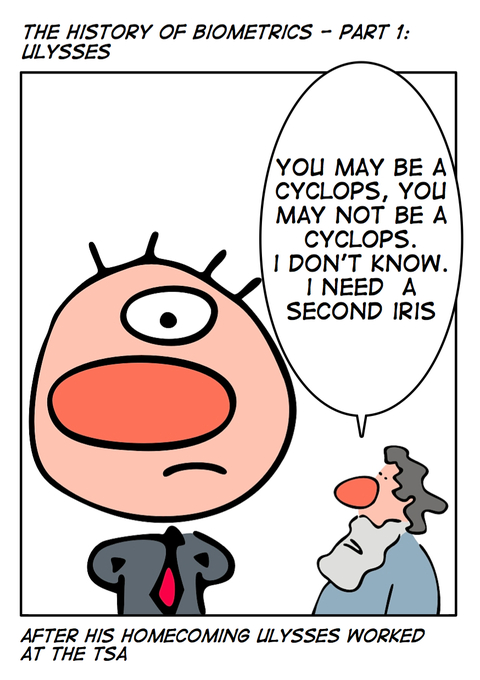 THE HISTORY OF BIOMETRICS - PART 1:
ULYSSES
YOU MAY BE A
CYCLOPS, YOU
MAY NOT BE A
CYCLOPS.
I DON'T KNOW.
I NEED A
SECOND IRIS
AFTER HIS HOMECOMING ULYSSES WORKED
AT THE TSA